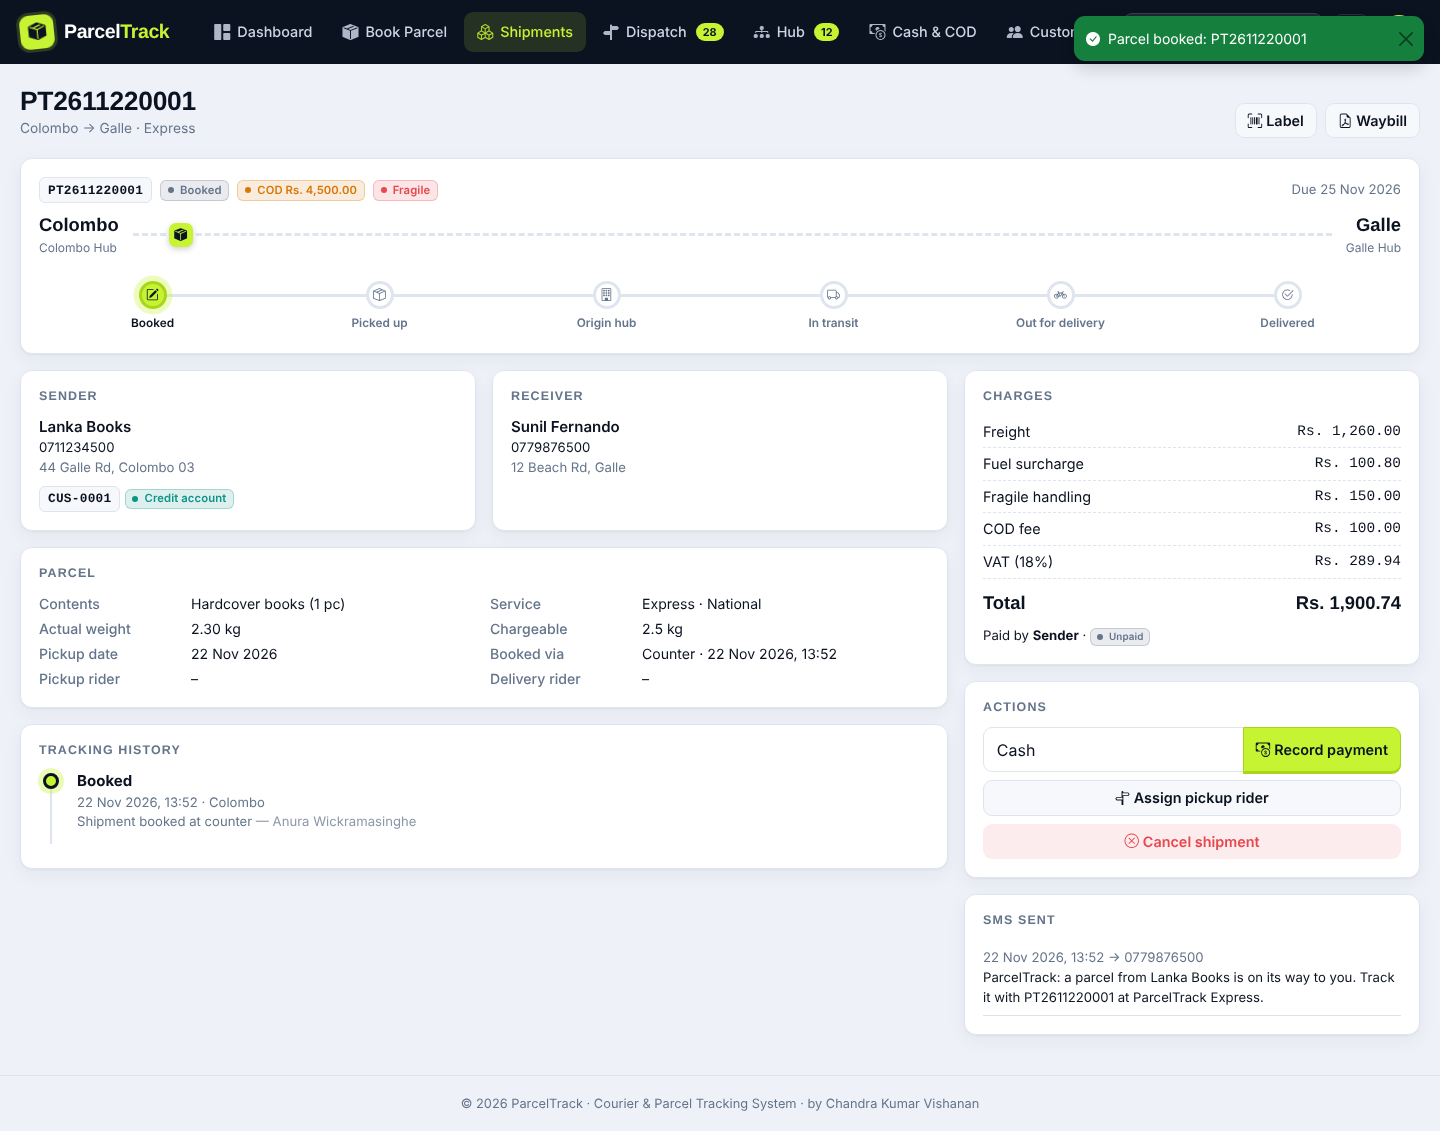 ParcelTrack
Dashboard
Book Parcel
Shipments
Dispatch 28
Hub 12
Cash & COD
Parcel booked: PT2611220001
PT2611220001
Colombo → Galle · Express
Label
Waybill
PT2611220001 Booked COD Rs. 4,500.00 Fragile
Due 25 Nov 2026
Colombo
Colombo Hub
Galle
Galle Hub
Booked
Picked up
Origin hub
In transit
Out for delivery
Delivered
SENDER
Lanka Books
0711234500
44 Galle Rd, Colombo 03
CUS-0001 Credit account
RECEIVER
Sunil Fernando
0779876500
12 Beach Rd, Galle
PARCEL
Contents Hardcover books (1 pc)
Service Express · National
Actual weight 2.30 kg
Chargeable 2.5 kg
Pickup date 22 Nov 2026
Booked via Counter · 22 Nov 2026, 13:52
Pickup rider –
Delivery rider –
TRACKING HISTORY
Booked
22 Nov 2026, 13:52 · Colombo
Shipment booked at counter — Anura Wickramasinghe
CHARGES
Freight Rs. 1,260.00
Fuel surcharge Rs. 100.80
Fragile handling Rs. 150.00
COD fee Rs. 100.00
VAT (18%) Rs. 289.94
Total Rs. 1,900.74
Paid by Sender · Unpaid
ACTIONS
Cash
Record payment
Assign pickup rider
Cancel shipment
SMS SENT
22 Nov 2026, 13:52 → 0779876500
ParcelTrack: a parcel from Lanka Books is on its way to you. Track
it with PT2611220001 at ParcelTrack Express.
© 2026 ParcelTrack · Courier & Parcel Tracking System · by Chandra Kumar Vishanan